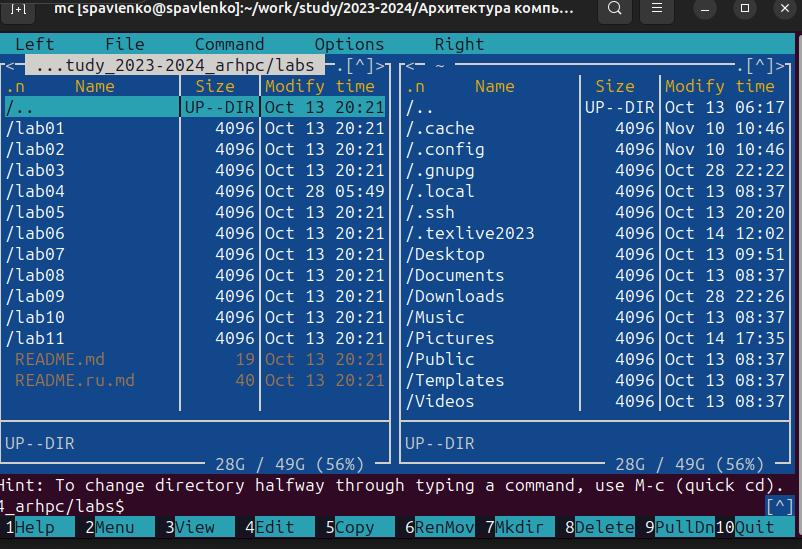 mc [spavlenko@spavlenko]:~/work/study/2023-2024/Архитектура компь...
Left File Command Options Right
<- ...tudy_2023-2024_arhpc/labs .[^]> <- ~ .[^]>
.n Name Size Modify time .n Name Size Modify time
/.. UP--DIR Oct 13 20:21 /.. UP--DIR Oct 13 06:17
/lab01 4096 Oct 13 20:21 /.cache 4096 Nov 10 10:46
/lab02 4096 Oct 13 20:21 /.config 4096 Nov 10 10:46
/lab03 4096 Oct 13 20:21 /.gnupg 4096 Oct 28 22:22
/lab04 4096 Oct 28 05:49 /.local 4096 Oct 13 08:37
/lab05 4096 Oct 13 20:21 /.ssh 4096 Oct 13 20:20
/lab06 4096 Oct 13 20:21 /.texlive2023 4096 Oct 14 12:02
/lab07 4096 Oct 13 20:21 /Desktop 4096 Oct 13 09:51
/lab08 4096 Oct 13 20:21 /Documents 4096 Oct 13 08:37
/lab09 4096 Oct 13 20:21 /Downloads 4096 Oct 28 22:26
/lab10 4096 Oct 13 20:21 /Music 4096 Oct 13 08:37
/lab11 4096 Oct 13 20:21 /Pictures 4096 Oct 14 17:35
README.md 19 Oct 13 20:21 /Public 4096 Oct 13 08:37
README.ru.md 40 Oct 13 20:21 /Templates 4096 Oct 13 08:37
/Videos 4096 Oct 13 08:37
UP--DIR UP--DIR
28G / 49G (56%) 28G / 49G (56%)
Hint: To change directory halfway through typing a command, use M-c (quick cd).
4_arhpc/labs$ [^]
1Help 2Menu 3View 4Edit 5Copy 6RenMov 7Mkdir 8Delete 9PullDn 10Quit